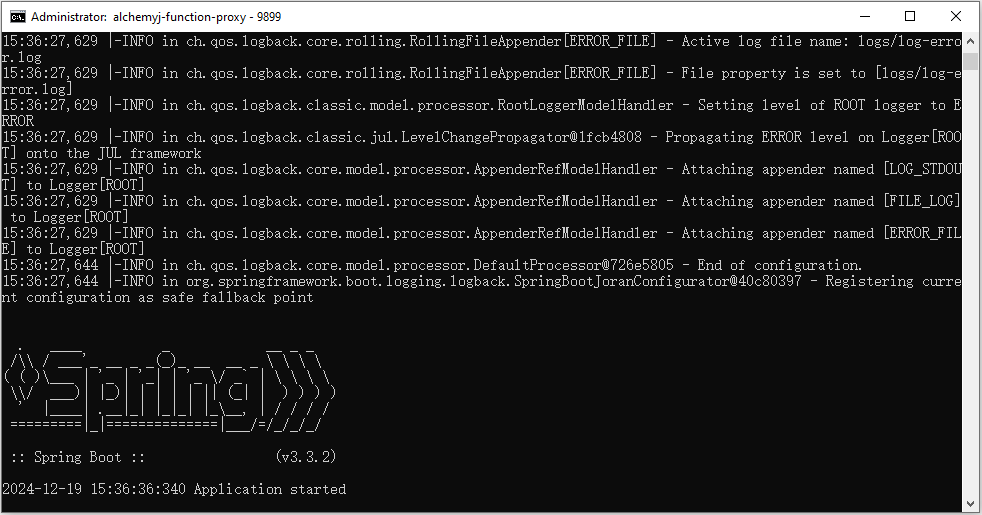 Administrator: alchemyj-function-proxy - 9899
15:36:27,629 |-INFO in ch.qos.logback.core.rolling.RollingFileAppender[ERROR_FILE] - Active log file name: logs/log-erro
r.log
15:36:27,629 |-INFO in ch.qos.logback.core.rolling.RollingFileAppender[ERROR_FILE] - File property is set to [logs/log-e
rror.log]
15:36:27,629 |-INFO in ch.qos.logback.classic.model.processor.RootLoggerModelHandler - Setting level of ROOT logger to E
RROR
15:36:27,629 |-INFO in ch.qos.logback.classic.jul.LevelChangePropagator@1fcb4808 - Propagating ERROR level on Logger[ROO
T] onto the JUL framework
15:36:27,629 |-INFO in ch.qos.logback.core.model.processor.AppenderRefModelHandler - Attaching appender named [LOG_STDOU
T] to Logger[ROOT]
15:36:27,629 |-INFO in ch.qos.logback.core.model.processor.AppenderRefModelHandler - Attaching appender named [FILE_LOG]
 to Logger[ROOT]
15:36:27,629 |-INFO in ch.qos.logback.core.model.processor.AppenderRefModelHandler - Attaching appender named [ERROR_FIL
E] to Logger[ROOT]
15:36:27,644 |-INFO in ch.qos.logback.core.model.processor.DefaultProcessor@726e5805 - End of configuration.
15:36:27,644 |-INFO in org.springframework.boot.logging.logback.SpringBootJoranConfigurator@40c80397 - Registering curre
nt configuration as safe fallback point
Spring
:: Spring Boot :: (v3.3.2)
2024-12-19 15:36:36:340 Application started